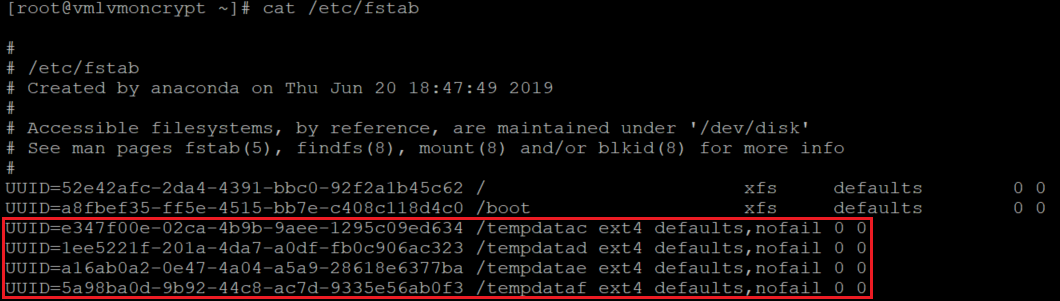 [root@vmlvmoncrypt ~]# cat /etc/fstab
#
# /etc/fstab
# Created by anaconda on Thu Jun 20 18:47:49 2019
#
# Accessible filesystems, by reference, are maintained under '/dev/disk'
# See man pages fstab(5), findfs(8), mount(8) and/or blkid(8) for more info
#
UUID=52e42afc-2da4-4391-bbc0-92f2a1b45c62 / xfs defaults 0 0
UUID=a8fbef35-ff5e-4515-bb7e-c408c118d4c0 /boot xfs defaults 0 0
UUID=e347f00e-02ca-4b9b-9aee-1295c09ed634 /tempdatac ext4 defaults,nofail 0 0
UUID=1ee5221f-201a-4da7-a0df-fb0c906ac323 /tempdatad ext4 defaults,nofail 0 0
UUID=a16ab0a2-0e47-4a04-a5a9-28618e6377ba /tempdatae ext4 defaults,nofail 0 0
UUID=5a98ba0d-9b92-44c8-ac7d-9335e56ab0f3 /tempdataf ext4 defaults,nofail 0 0